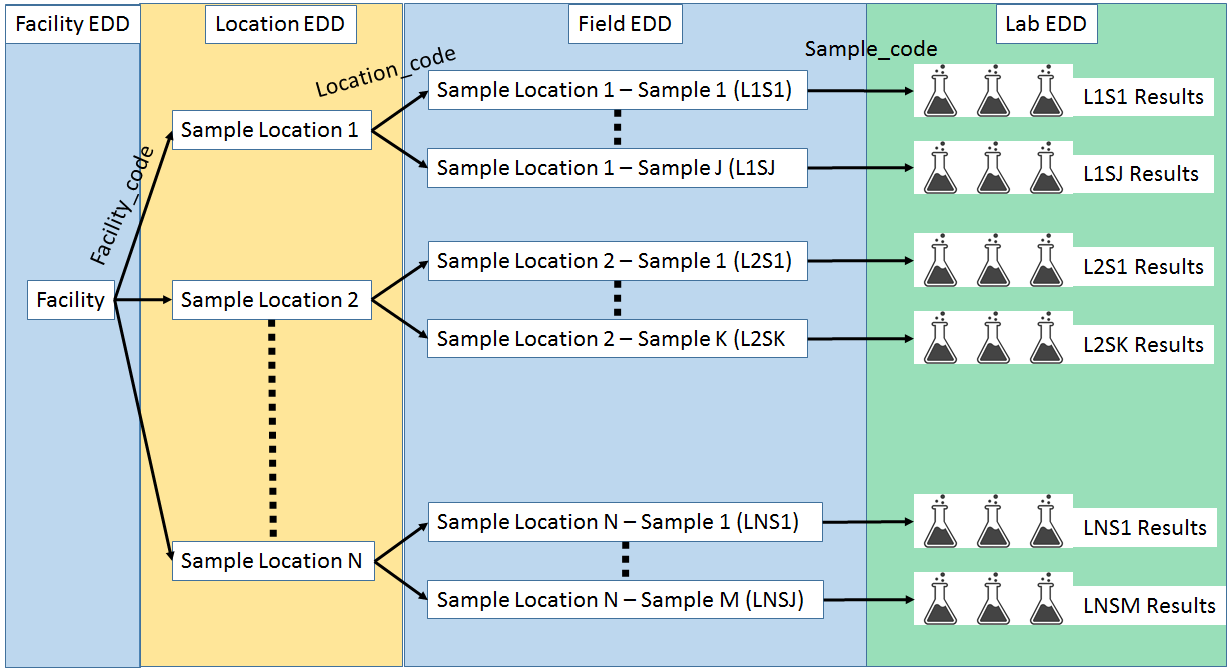 Facility EDD
Location EDD
Field EDD
Lab EDD
Facility_code
Location_code
Sample_code
Facility
Sample Location 1
Sample Location 1 – Sample 1 (L1S1)
L1S1 Results
Sample Location 1 – Sample J (L1SJ
L1SJ Results
Sample Location 2
Sample Location 2 – Sample 1 (L2S1)
L2S1 Results
Sample Location 2 – Sample K (L2SK
L2SK Results
Sample Location N
Sample Location N – Sample 1 (LNS1)
LNS1 Results
Sample Location N – Sample M (LNSJ)
LNSM Results